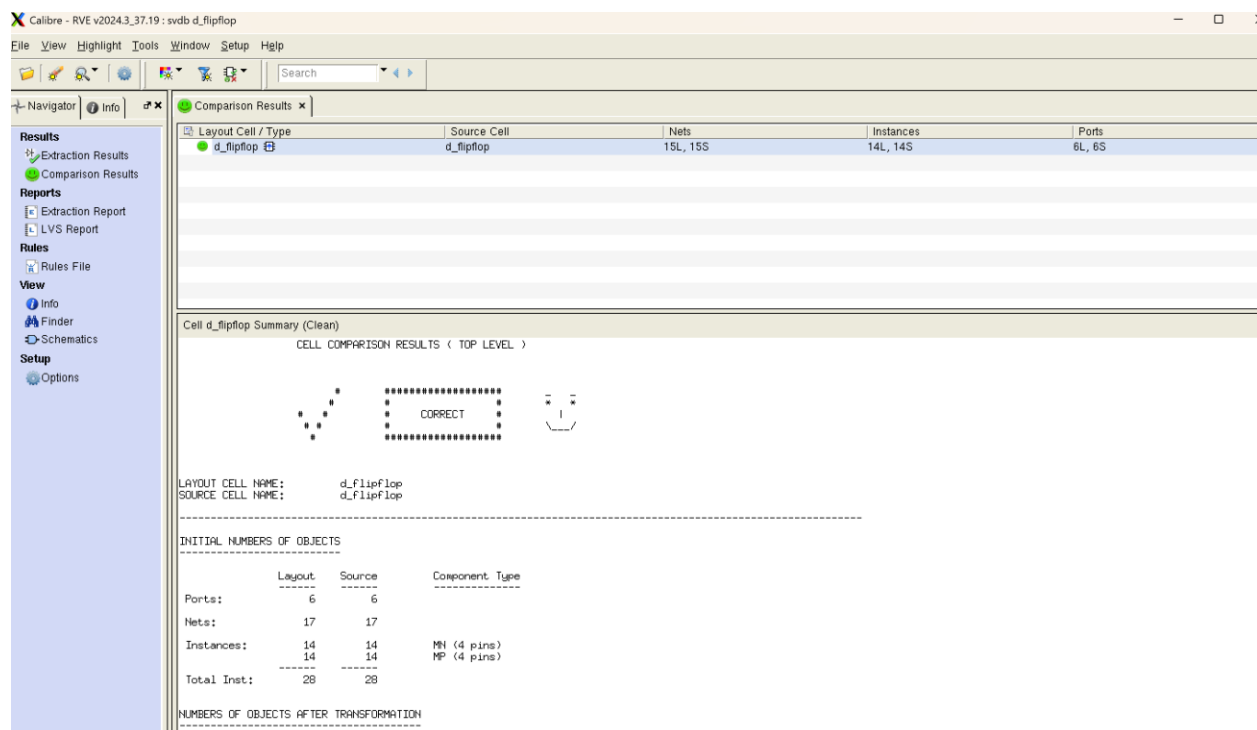 Calibre - RVE v2024.3_37.19 : svdb d_flipflop
File View Highlight Tools Window Setup Help
Search
Navigator Info
Comparison Results
Results
Extraction Results
Comparison Results
Reports
Extraction Report
LVS Report
Rules
Rules File
View
Info
Finder
Schematics
Setup
Options
Layout Cell / Type Source Cell Nets Instances Ports
d_flipflop d_flipflop 15L, 15S 14L, 14S 6L, 6S
Cell d_flipflop Summary (Clean)
CELL COMPARISON RESULTS ( TOP LEVEL )
CORRECT
LAYOUT CELL NAME: d_flipflop
SOURCE CELL NAME: d_flipflop
INITIAL NUMBERS OF OBJECTS
Layout Source Component Type
Ports: 6 6
Nets: 17 17
Instances: 14 14 MN (4 pins)
14 14 MP (4 pins)
Total Inst: 28 28
NUMBERS OF OBJECTS AFTER TRANSFORMATION